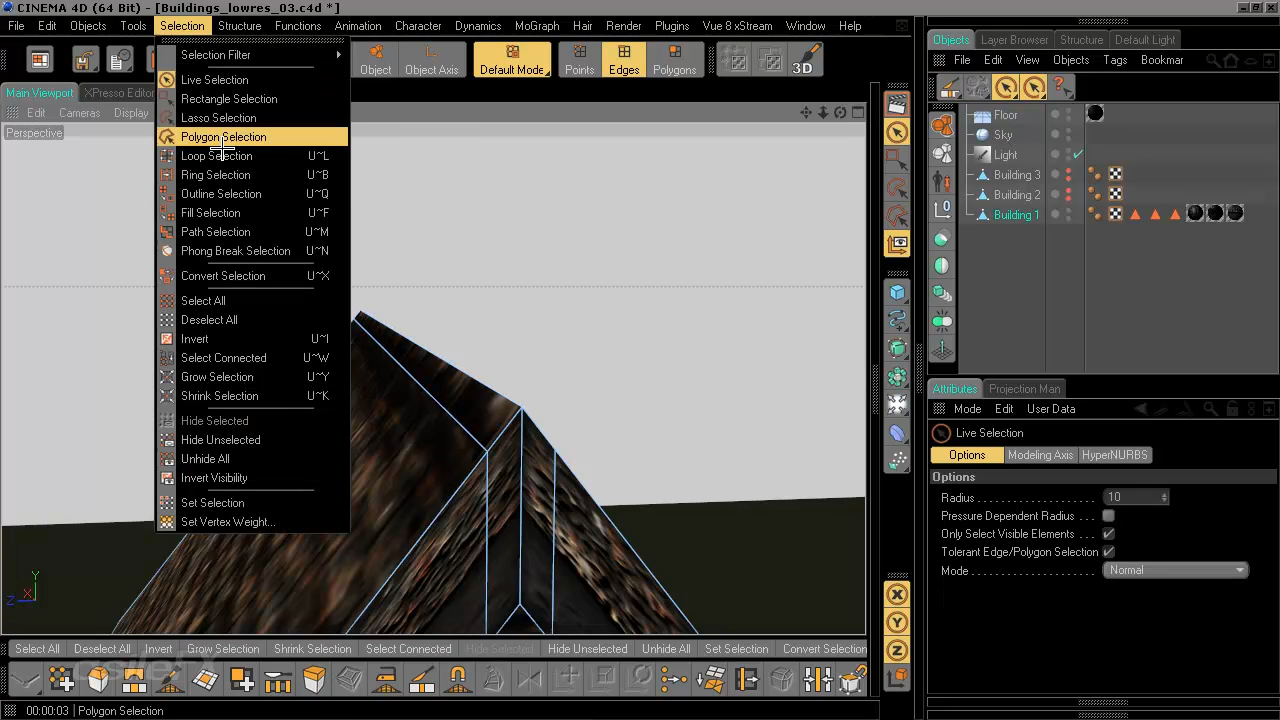 CINEMA 4D (64 Bit) - [Buildings_lowres_03.c4d *]
File Edit Objects Tools Selection Structure Functions Animation Character Dynamics MoGraph Hair Render Plugins Vue 8 xStream Window Help
Object Object Axis Default Mode Points Edges Polygons 3D
Main Viewport XPresso Editor
Edit Cameras Display
Perspective
Selection Filter
Live Selection
Rectangle Selection
Lasso Selection
Polygon Selection
Loop Selection U~L
Ring Selection U~B
Outline Selection U~Q
Fill Selection U~F
Path Selection U~M
Phong Break Selection U~N
Convert Selection U~X
Select All
Deselect All
Invert U~I
Select Connected U~W
Grow Selection U~Y
Shrink Selection U~K
Hide Selected
Hide Unselected
Unhide All
Invert Visibility
Set Selection
Set Vertex Weight...
Y
X
Z
Objects Layer Browser Structure Default Light
File Edit View Objects Tags Bookmar
Floor
Sky
Light
Building 3
Building 2
Building 1
Attributes Projection Man
Mode Edit User Data
Live Selection
Options Modeling Axis HyperNURBS
Options
Radius 10
Pressure Dependent Radius
Only Select Visible Elements
Tolerant Edge/Polygon Selection
Mode Normal
X
Y
Z
Select All Deselect All Invert Grow Selection Shrink Selection Select Connected Hide Selected Hide Unselected Unhide All Set Selection Convert Selection
00:00:03 Polygon Selection